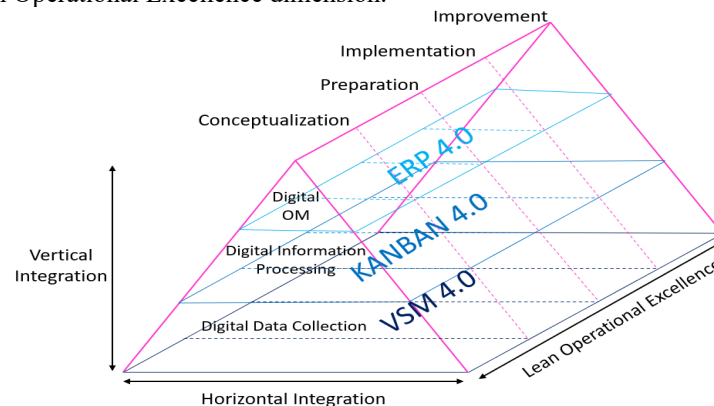 Operational Excellence dimension.
Improvement
Implementation
Preparation
Conceptualization
ERP 4.0
Digital
OM
KANBAN 4.0
Digital Information
Processing
Vertical
Integration
VSM 4.0
Digital Data Collection
Lean Operational Excellence
Horizontal Integration